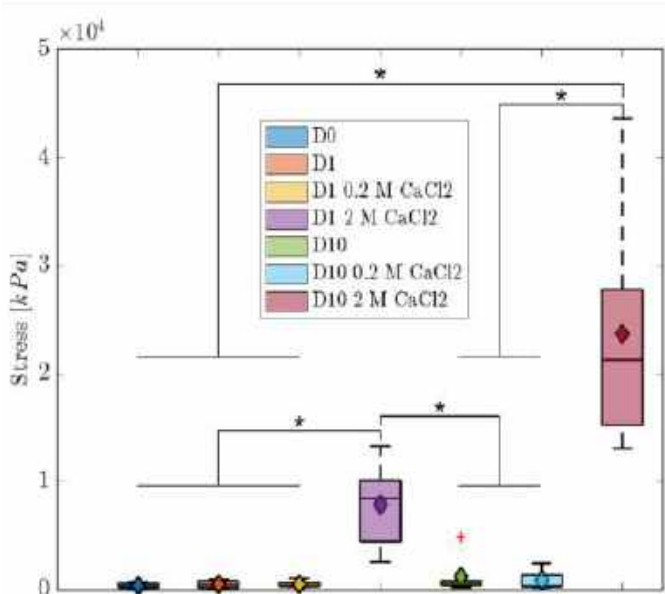 ×10⁴
5
4
3
2
1
0
Stress [kPa]
*
*
D0
D1
D1 0.2 M CaCl2
D1 2 M CaCl2
D10
D10 0.2 M CaCl2
D10 2 M CaCl2
*
*